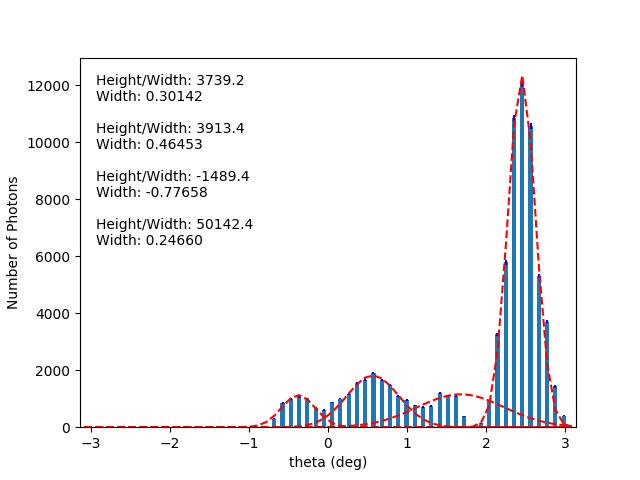 Height/Width: 3739.2
Width: 0.30142
Height/Width: 3913.4
Width: 0.46453
Height/Width: -1489.4
Width: -0.77658
Height/Width: 50142.4
Width: 0.24660
Number of Photons
12000
10000
8000
6000
4000
2000
0
−3
−2
−1
0
1
2
3
theta (deg)